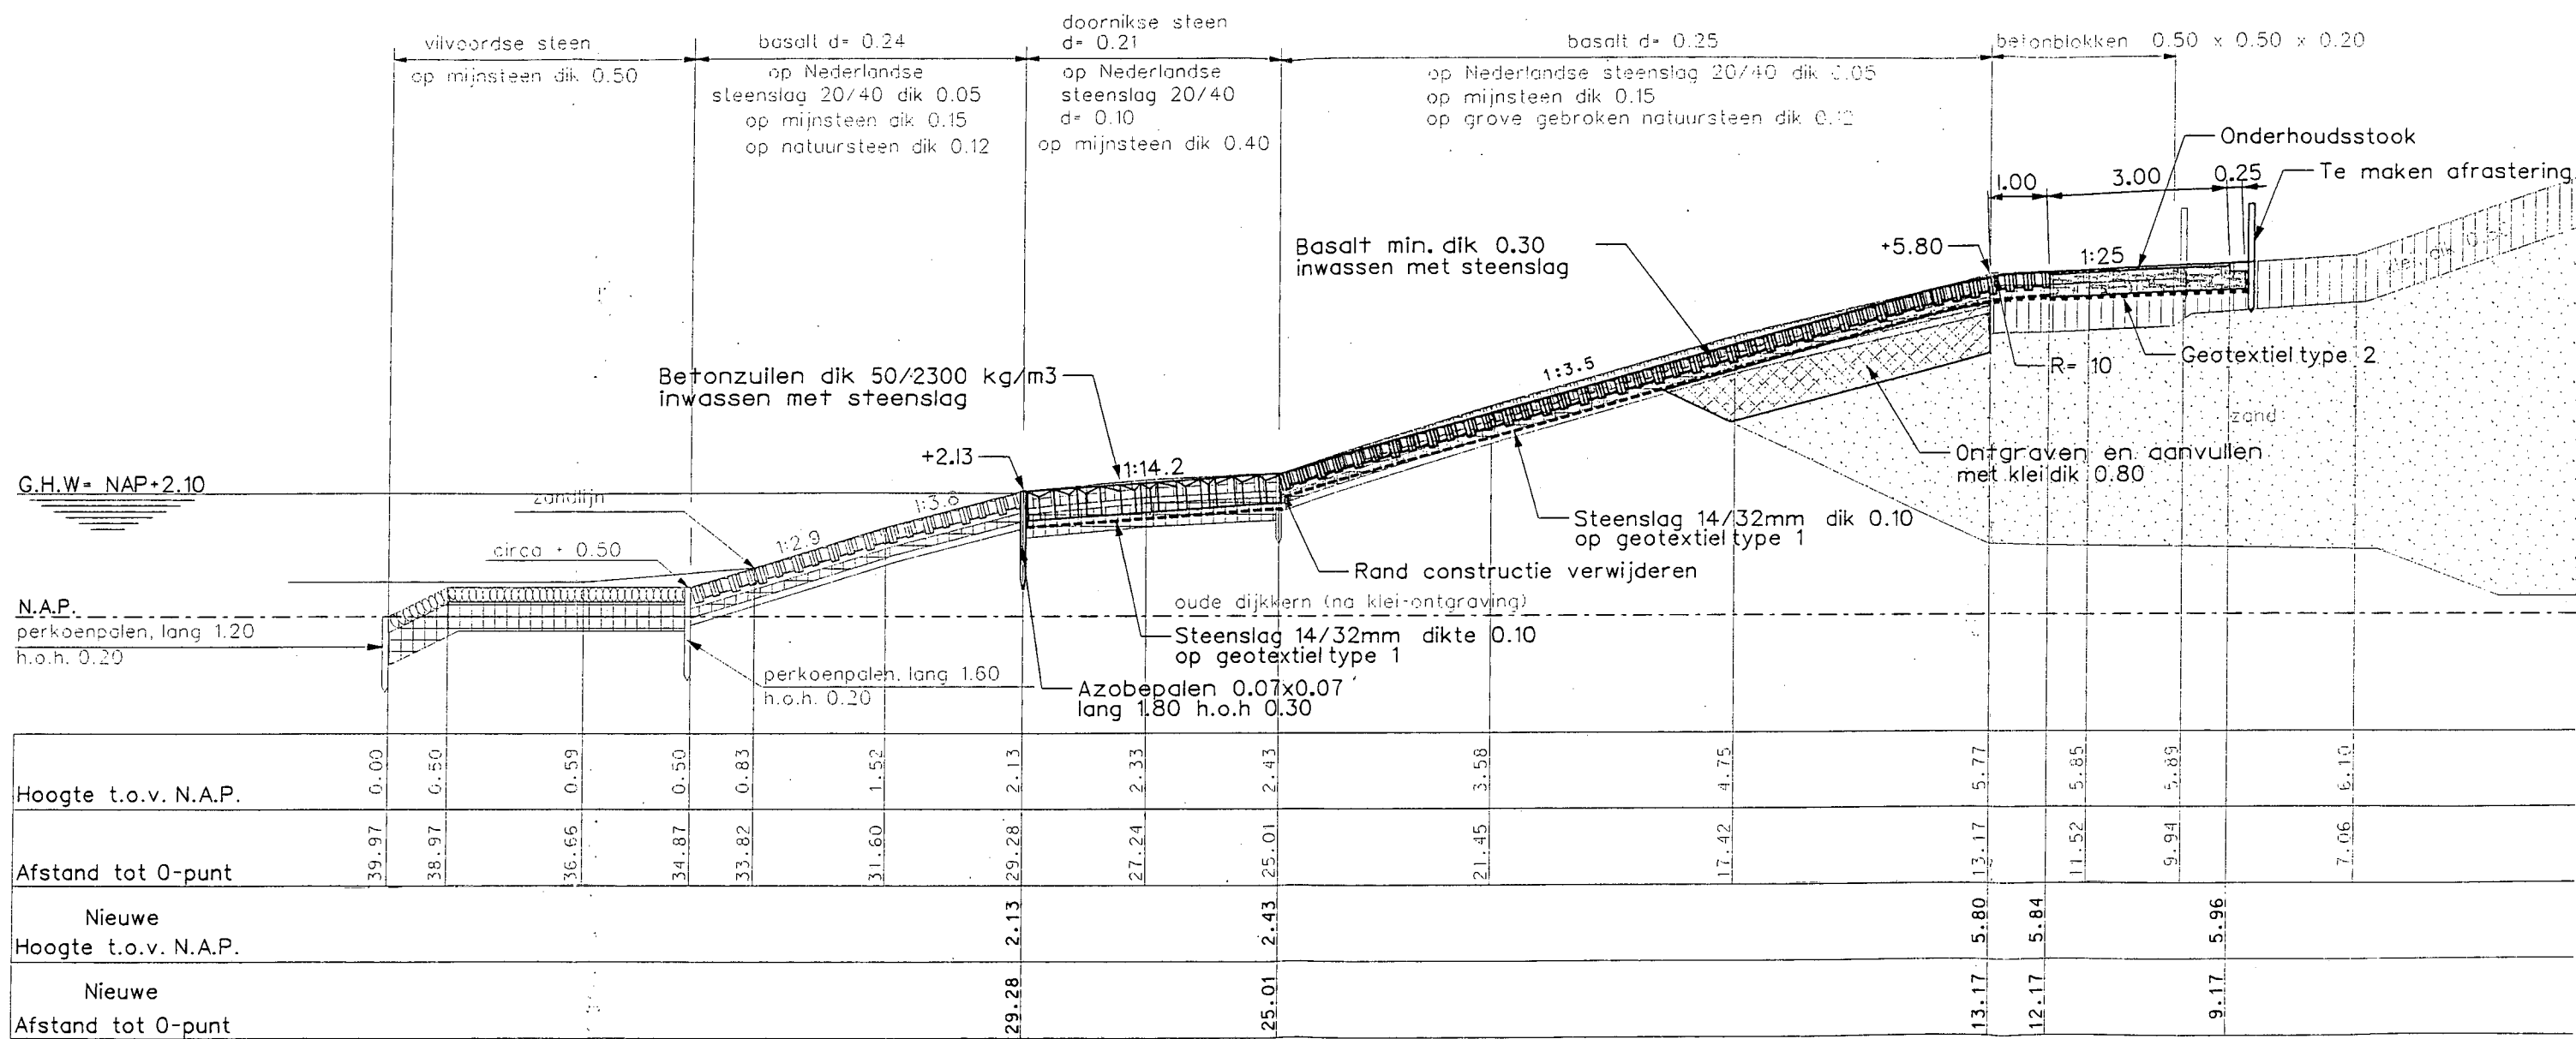 vilvoordse steen
op mijnsteen dik 0.50
basalt d= 0.24
op Nederlandse
steenslag 20/40 dik 0.05
op mijnsteen dik 0.15
op natuursteen dik 0.12
doornikse steen
d= 0.21
op Nederlandse
steenslag 20/40
d= 0.10
op mijnsteen dik 0.40
basalt d= 0.25
op Nederlandse steenslag 20/40 dik 0.05
op mijnsteen dik 0.15
op grove gebroken natuursteen dik 0.12
betonblokken 0.50 x 0.50 x 0.20
Onderhoudsstook
Te maken afrastering
1.00
3.00
0.25
+5.80
1:25
Basalt min. dik 0.30
inwassen met steenslag
1:3.5
Geotextiel type 2
R= 10
zand
Betonzuilen dik 50/2300 kg/m3
inwassen met steenslag
+2.13
1:14.2
Ontgraven en aanvullen
met klei dik 0.80
G.H.W= NAP+2.10
zandlijn
1:3.8
1:2.9
circa + 0.50
Steenslag 14/32mm dik 0.10
op geotextiel type 1
Rand constructie verwijderen
oude dijkkern (na klei-ontgraving)
N.A.P.
perkoenpalen, lang 1.20
h.o.h. 0.20
Steenslag 14/32mm dikte 0.10
op geotextiel type 1
perkoenpalen, lang 1.60
h.o.h. 0.20
Azobepalen 0.07x0.07
lang 1.80 h.o.h 0.30
Hoogte t.o.v. N.A.P. 0.00 0.50 0.59 0.50 0.83 1.52 2.13 2.33 2.43 3.58 4.75 5.77 5.85 5.89 6.10
Afstand tot 0-punt 39.97 38.97 36.66 34.87 33.82 31.60 29.28 27.24 25.01 21.45 17.42 13.17 11.52 9.94 7.06
Nieuwe
Hoogte t.o.v. N.A.P. 2.13 2.43 5.80 5.84 5.96
Nieuwe
Afstand tot 0-punt 29.28 25.01 13.17 12.17 9.17